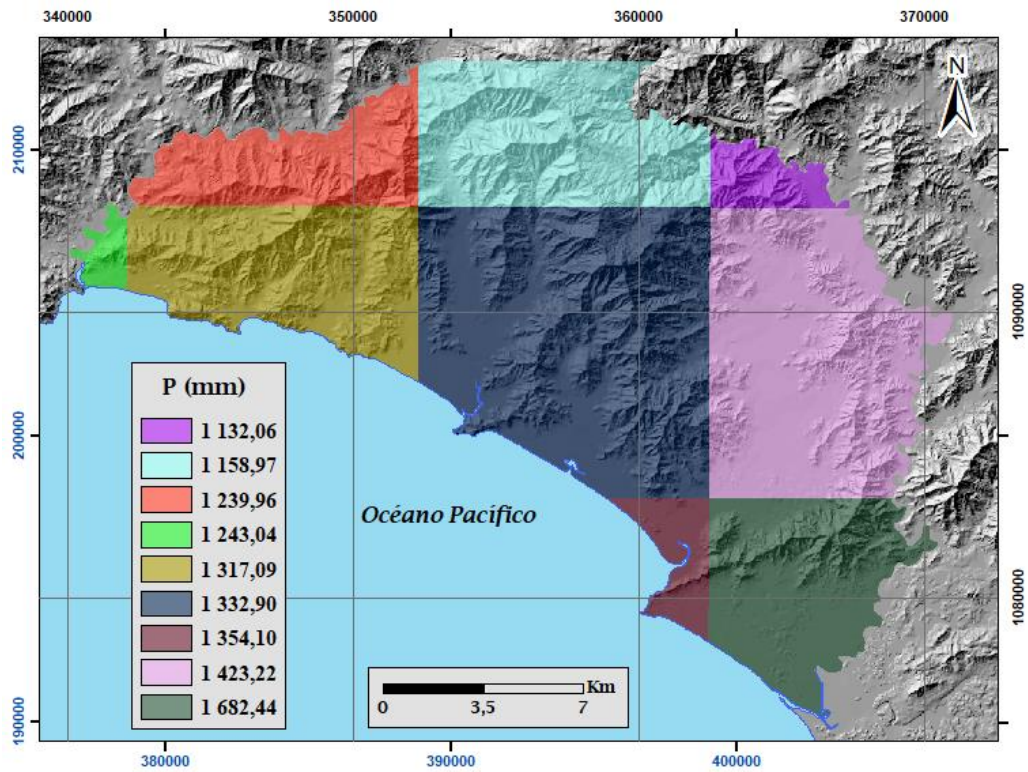 340000 350000 360000 370000
N
210000
1090000
P (mm)
1 132,06
1 158,97
1 239,96
1 243,04
1 317,09
1 332,90
1 354,10
1 423,22
1 682,44
200000
Océano Pacífico
1080000
Km
0 3,5 7
190000
380000 390000 400000